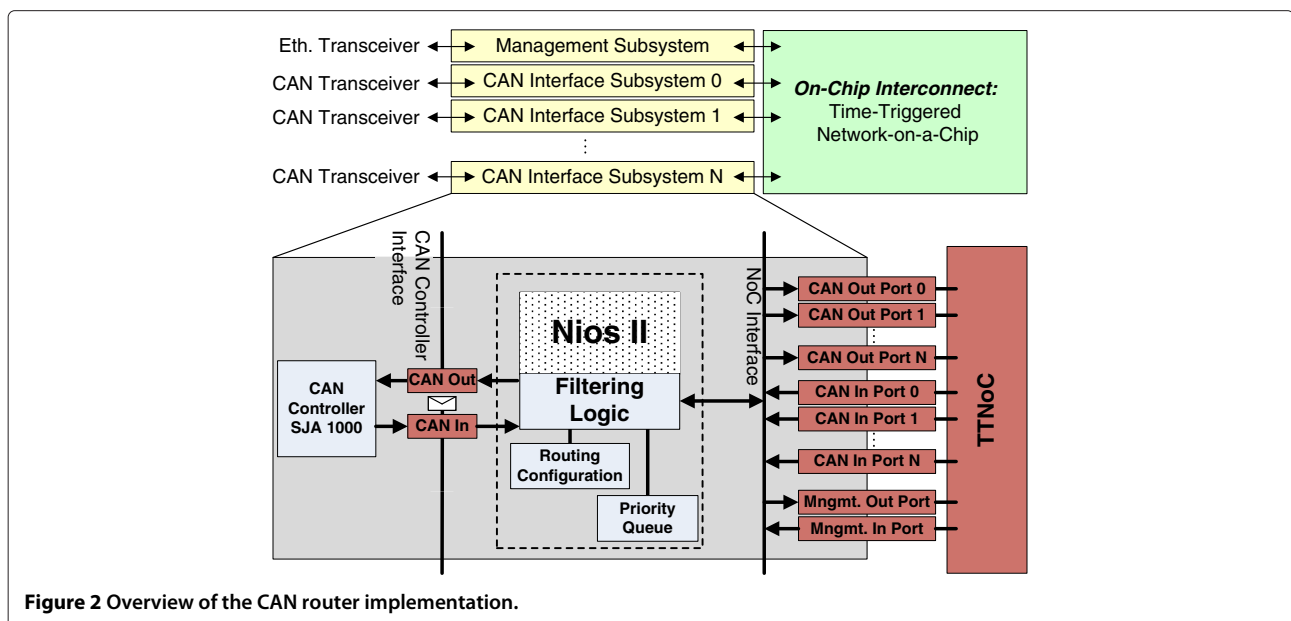 Eth. Transceiver
Management Subsystem
CAN Transceiver
CAN Interface Subsystem 0
CAN Transceiver
CAN Interface Subsystem 1
CAN Transceiver
CAN Interface Subsystem N
On-Chip Interconnect:
Time-Triggered
Network-on-a-Chip
CAN Controller
Interface
CAN
Controller
SJA 1000
CAN Out
CAN In
Nios II
Filtering
Logic
Routing
Configuration
Priority
Queue
NoC Interface
CAN Out Port 0
CAN Out Port 1
CAN Out Port N
CAN In Port 0
CAN In Port 1
CAN In Port N
Mngmt. Out Port
Mngmt. In Port
TTNoC
Figure 2 Overview of the CAN router implementation.